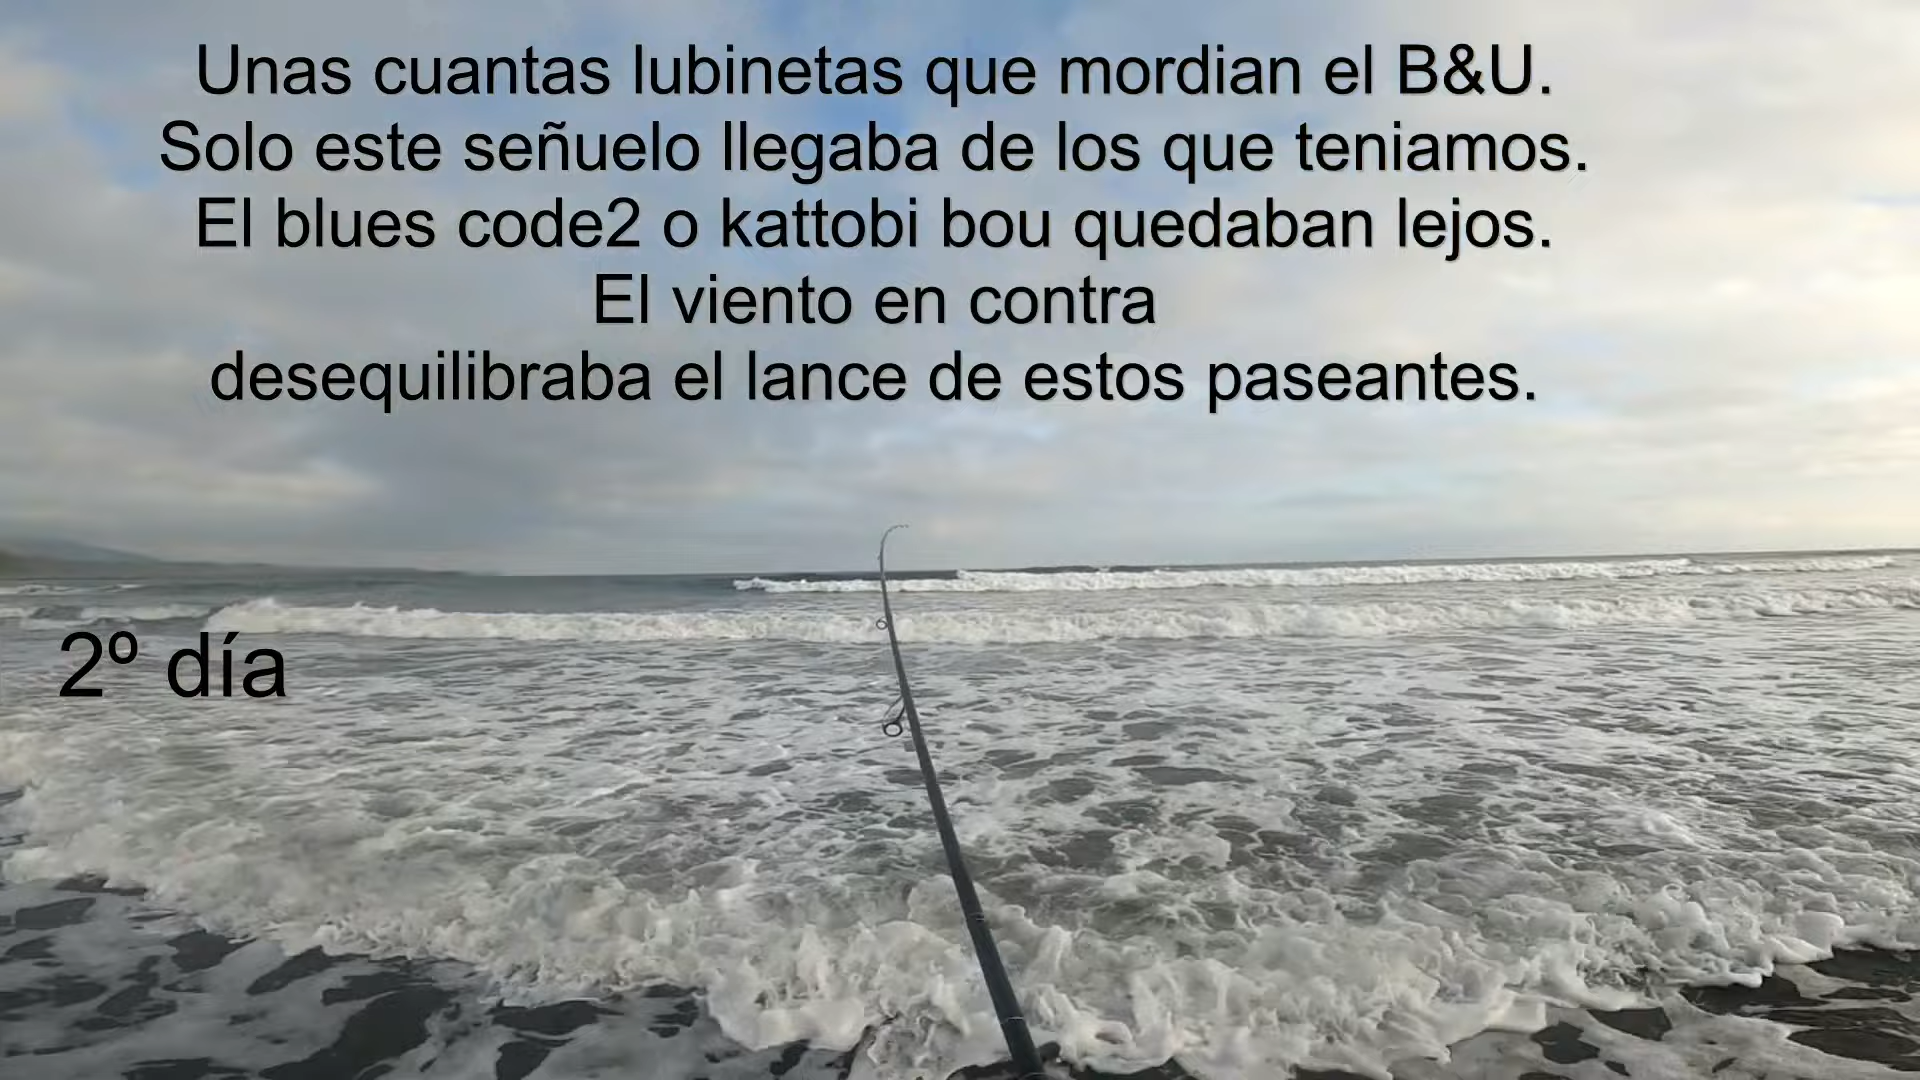 Unas cuantas lubinetas que mordian el B&U.
Solo este señuelo llegaba de los que teniamos.
El blues code2 o kattobi bou quedaban lejos.
El viento en contra
desequilibraba el lance de estos paseantes.
2º día